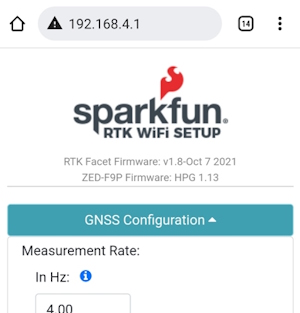 192.168.4.1
14
sparkfun®
RTK WiFi SETUP
RTK Facet Firmware: v1.8-Oct 7 2021
ZED-F9P Firmware: HPG 1.13
GNSS Configuration
Measurement Rate:
In Hz:
4.00